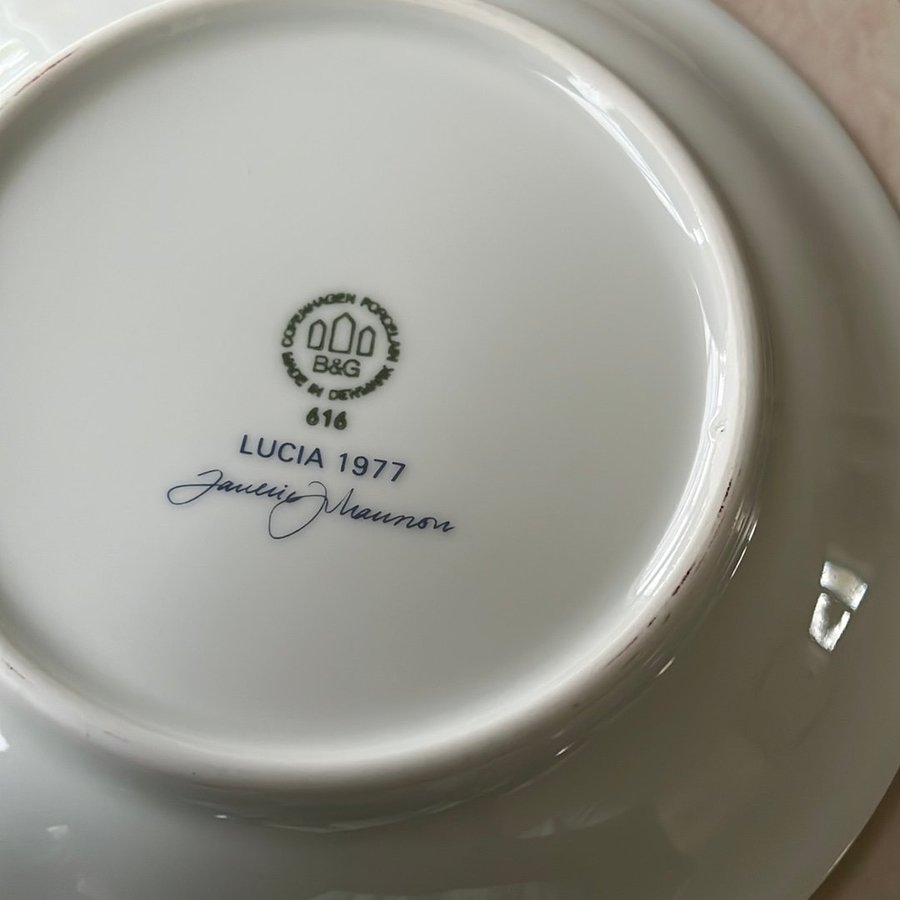 COPENHAGEN PORCELAIN
MADE IN DENMARK
B&G
616
LUCIA 1977